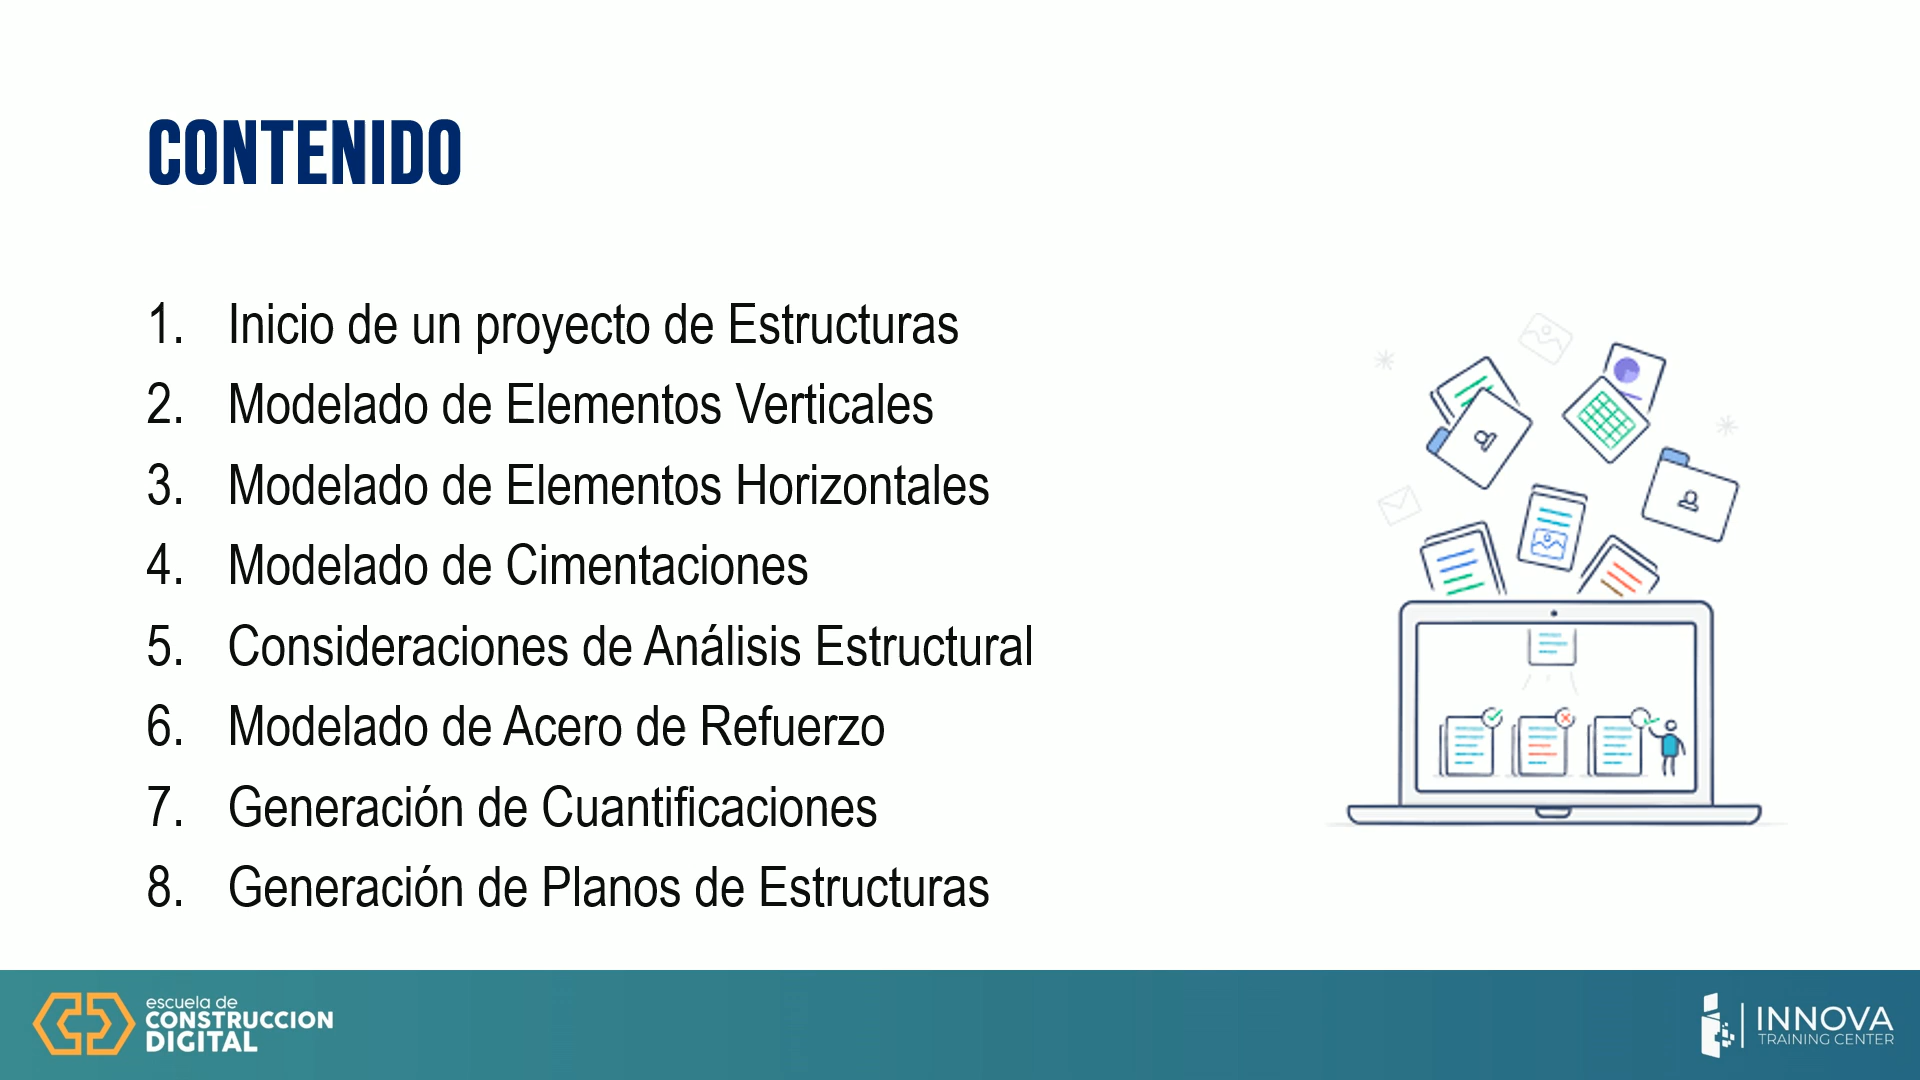 CONTENIDO
1. Inicio de un proyecto de Estructuras
2. Modelado de Elementos Verticales
3. Modelado de Elementos Horizontales
4. Modelado de Cimentaciones
5. Consideraciones de Análisis Estructural
6. Modelado de Acero de Refuerzo
7. Generación de Cuantificaciones
8. Generación de Planos de Estructuras
escuela de
CONSTRUCCION
DIGITAL
INNOVA
TRAINING CENTER